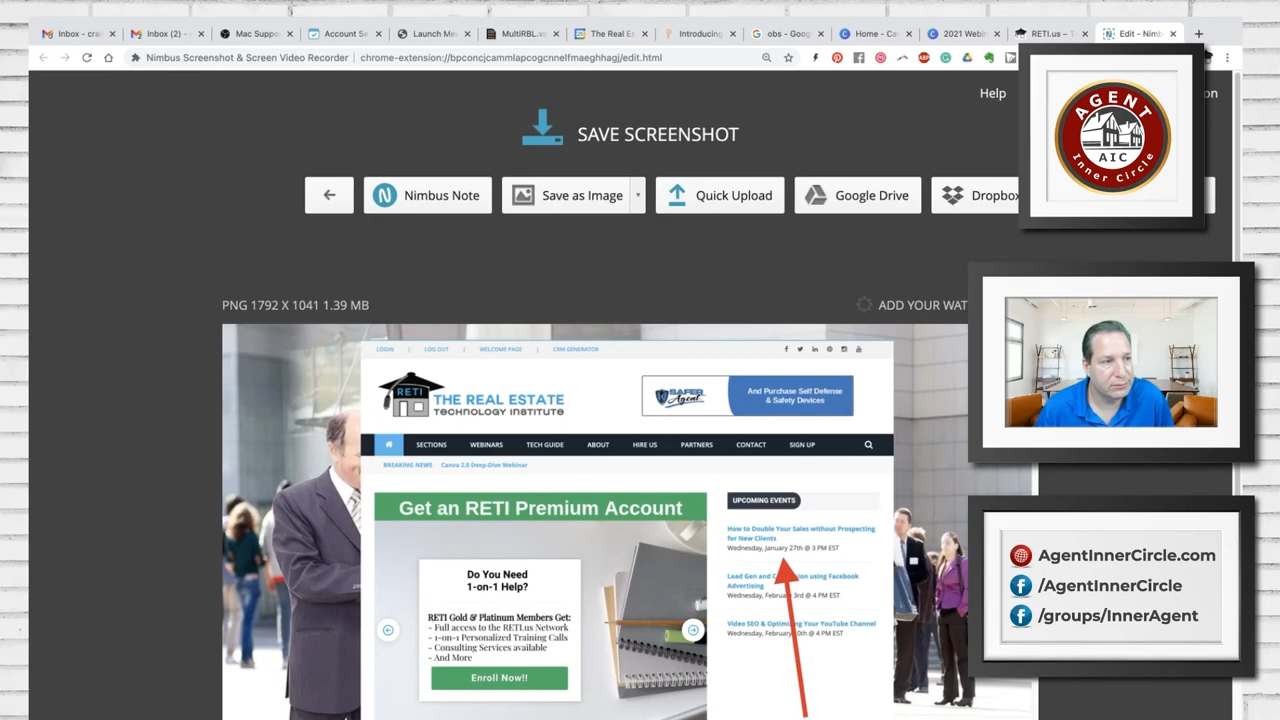 Inbox - crai
Inbox (2) -
Mac Suppo
Account Se
Launch Me
MultiRBL.va
The Real Es
Introducing
obs - Goog
Home - Ca
2021 Webin
RETI.us – T
Edit - Nimb
Nimbus Screenshot & Screen Video Recorder | chrome-extension://bpconcjcammlapcogcnnelfmaeghhagj/edit.html
Help
on
SAVE SCREENSHOT
Nimbus Note
Save as Image
Quick Upload
Google Drive
Dropbox
PNG 1792 X 1041 1.39 MB
ADD YOUR WAT
LOGIN | LOG OUT | WELCOME PAGE | CRM GENERATOR
RETI
THE REAL ESTATE
TECHNOLOGY INSTITUTE
SAFER
Agent
And Purchase Self Defense
& Safety Devices
SECTIONS WEBINARS TECH GUIDE ABOUT HIRE US PARTNERS CONTACT SIGN UP
BREAKING NEWS Canva 2.0 Deep-Dive Webinar
Get an RETI Premium Account
Do You Need
1-on-1 Help?
RETI Gold & Platinum Members Get:
- Full access to the RETI.us Network
- 1-on-1 Personalized Training Calls
- Consulting Services available
- And More
Enroll Now!!
UPCOMING EVENTS
How to Double Your Sales without Prospecting
for New Clients
Wednesday, January 27th @ 3 PM EST
Lead Gen and using Facebook
Advertising
Wednesday, 3rd @ 4 PM EST
Video SEO & Optimizing Your YouTube Channel
Wednesday, @ 4 PM EST
AGENT
AIC
Inner Circle
AgentInnerCircle.com
/AgentInnerCircle
/groups/InnerAgent